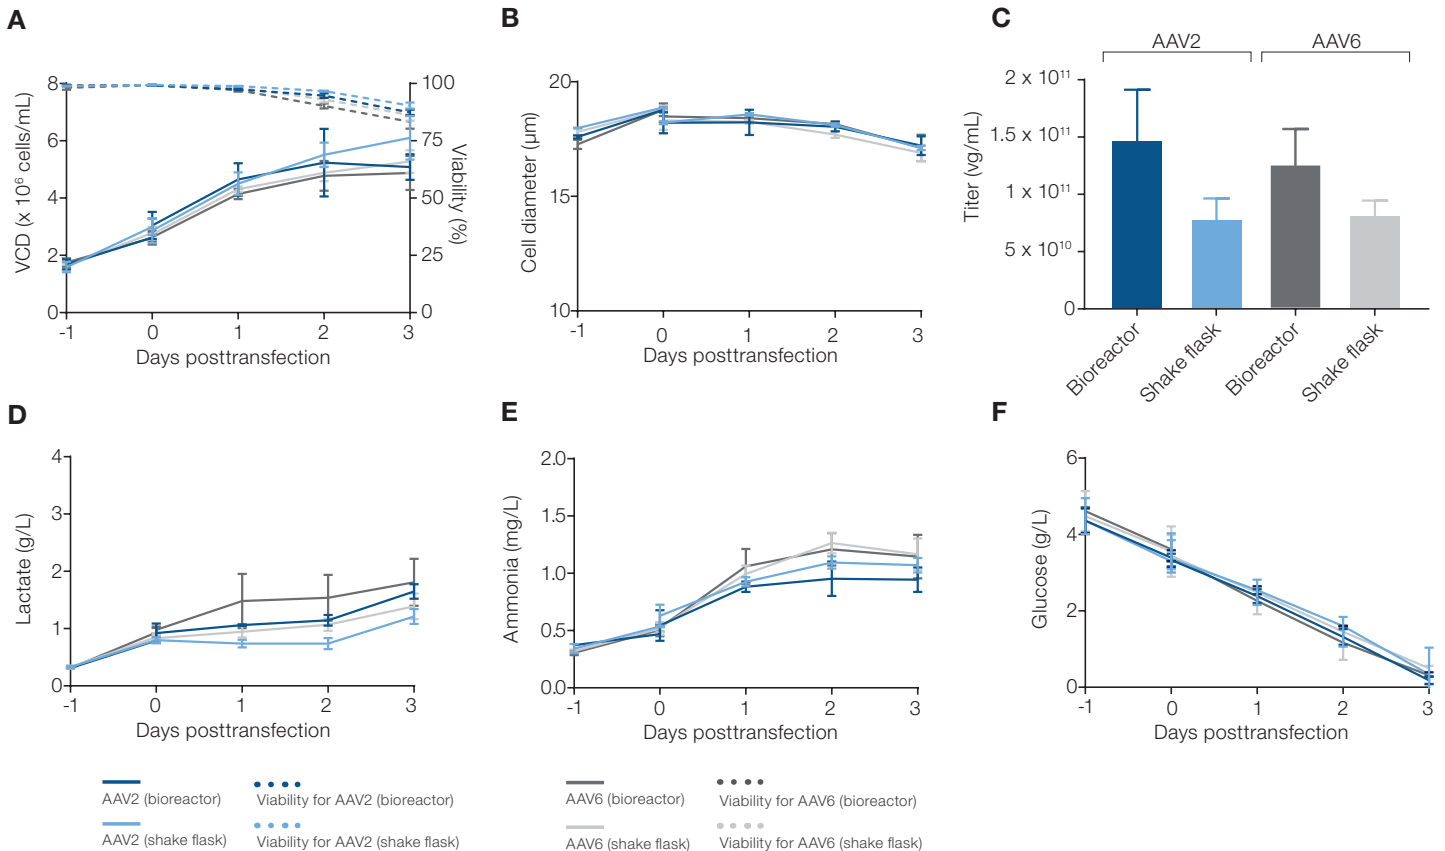 A
VCD (x 10⁶ cells/mL)
8
6
4
2
0
100
75
50
25
0
Viability (%)
-1 0 1 2 3
Days posttransfection
B
Cell diameter (µm)
20
15
10
-1 0 1 2 3
Days posttransfection
C
AAV2 AAV6
Titer (vg/mL)
2 x 10¹¹
1.5 x 10¹¹
1 x 10¹¹
5 x 10¹⁰
0
Bioreactor
Shake flask
Bioreactor
Shake flask
D
Lactate (g/L)
4
3
2
1
0
-1 0 1 2 3
Days posttransfection
E
Ammonia (mg/L)
2.0
1.5
1.0
0.5
0.0
-1 0 1 2 3
Days posttransfection
F
Glucose (g/L)
6
4
2
0
-1 0 1 2 3
Days posttransfection
AAV2 (bioreactor)
Viability for AAV2 (bioreactor)
AAV6 (bioreactor)
Viability for AAV6 (bioreactor)
AAV2 (shake flask)
Viability for AAV2 (shake flask)
AAV6 (shake flask)
Viability for AAV6 (shake flask)